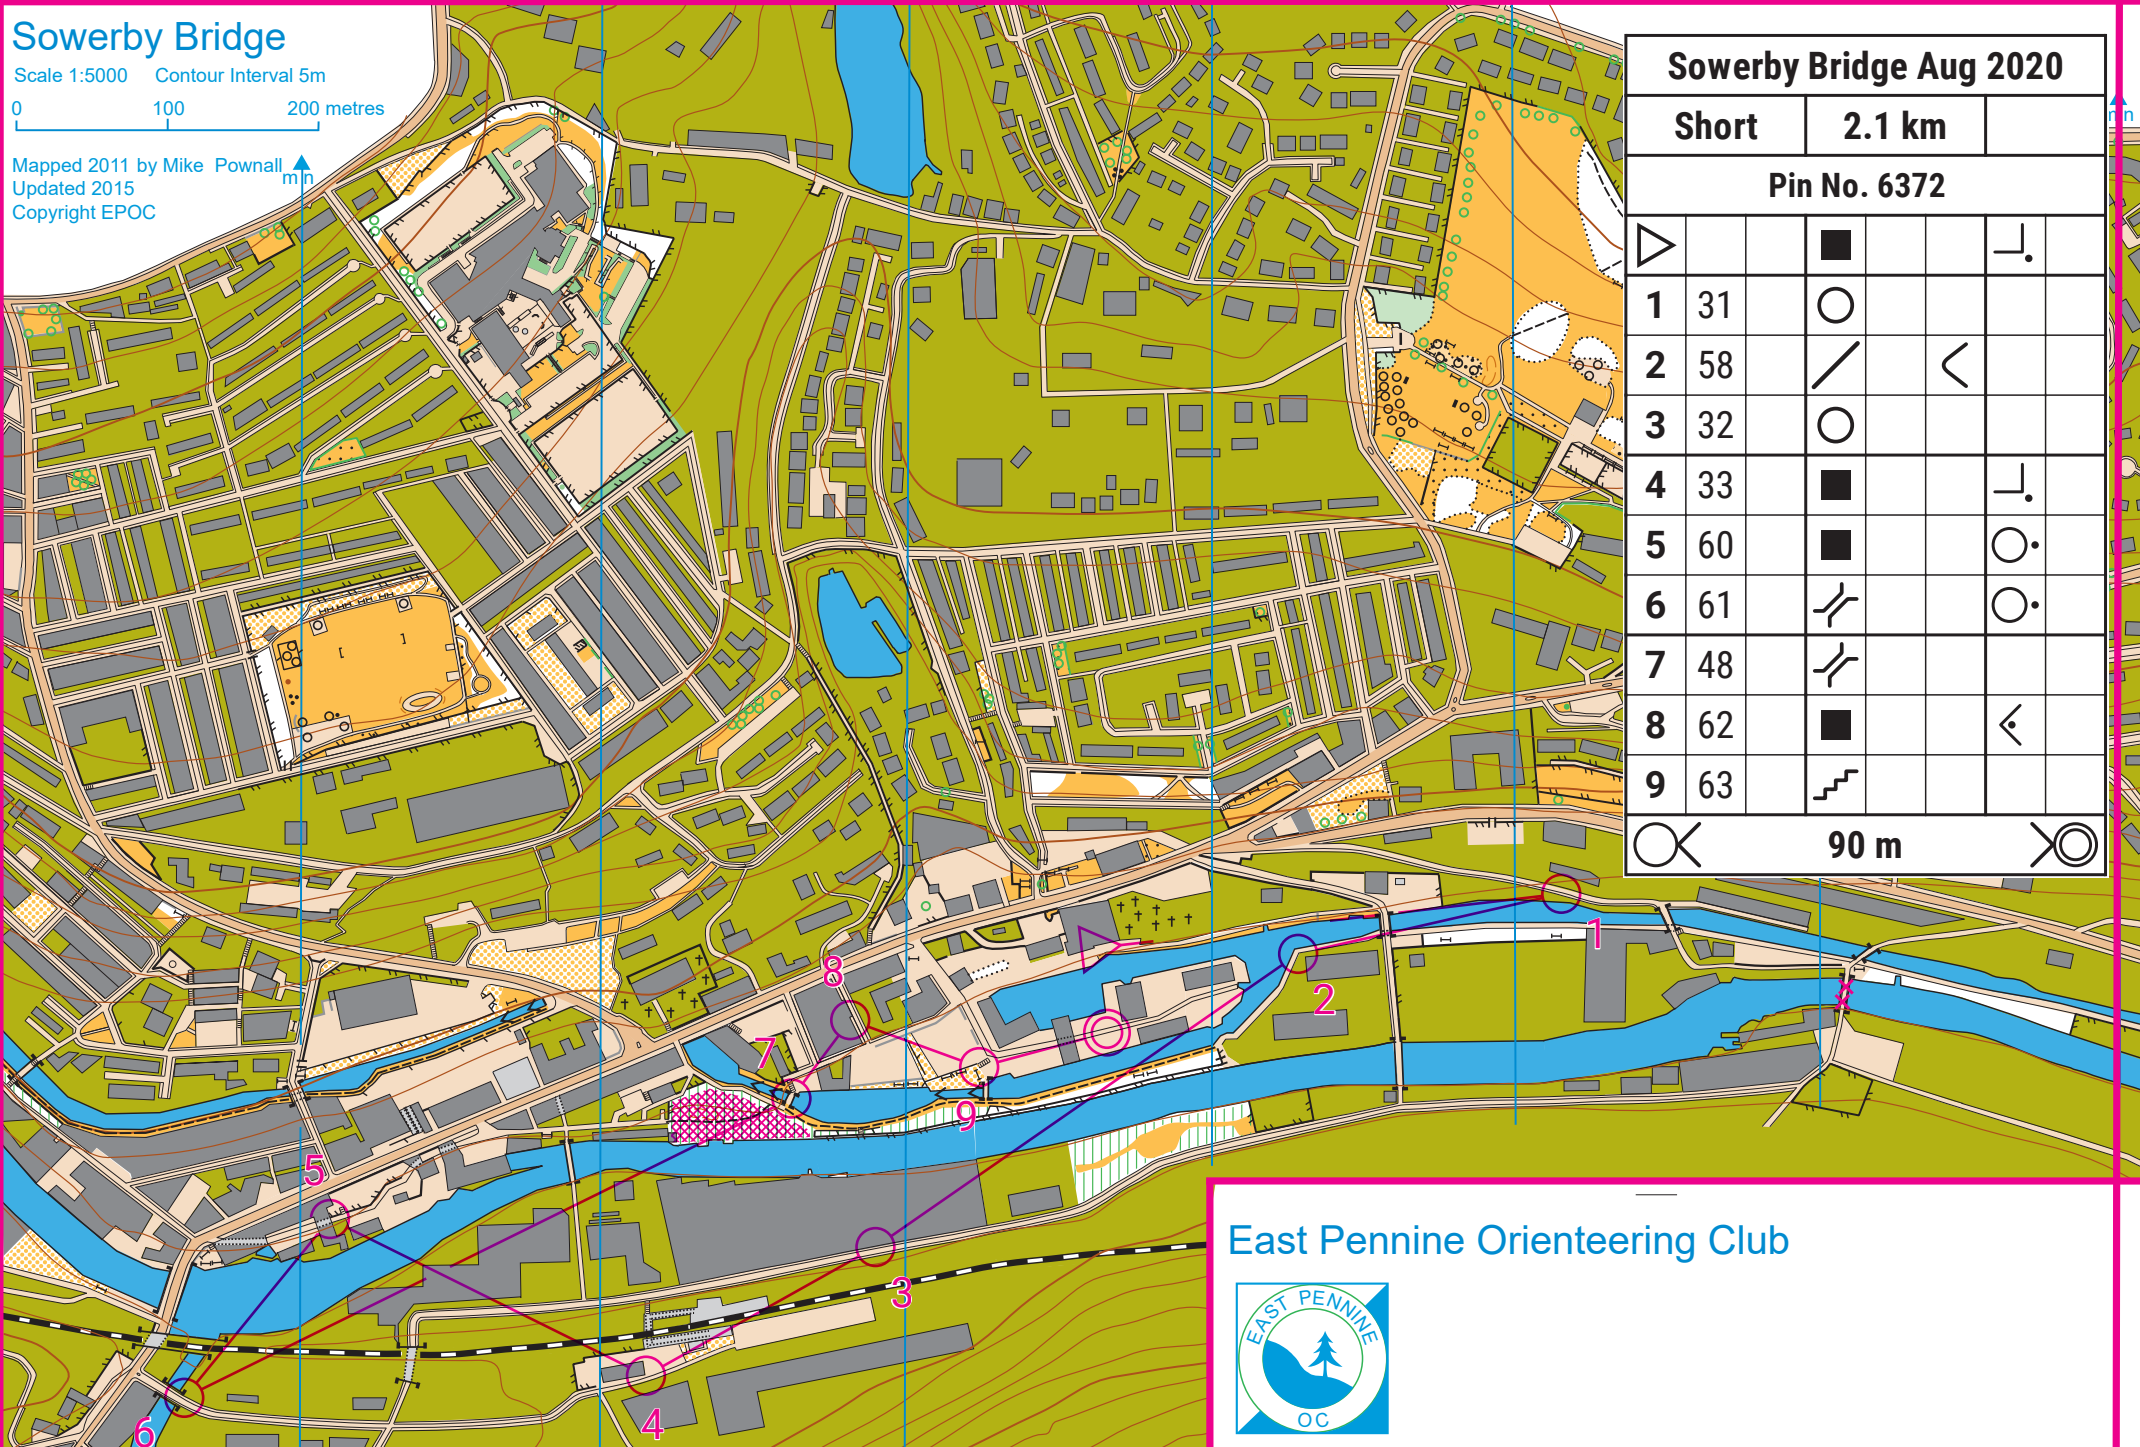 Sowerby Bridge
Scale 1:5000 Contour Interval 5m
0 100 200 metres
Mapped 2011 by Mike Pownall
Updated 2015
Copyright EPOC
mn
Sowerby Bridge Aug 2020
Short 2.1 km
Pin No. 6372
1 31
2 58
3 32
4 33
5 60
6 61
7 48
8 62
9 63
90 m
mn
1
2
3
4
5
6
7
8
9
East Pennine Orienteering Club
EAST PENNINE
OC